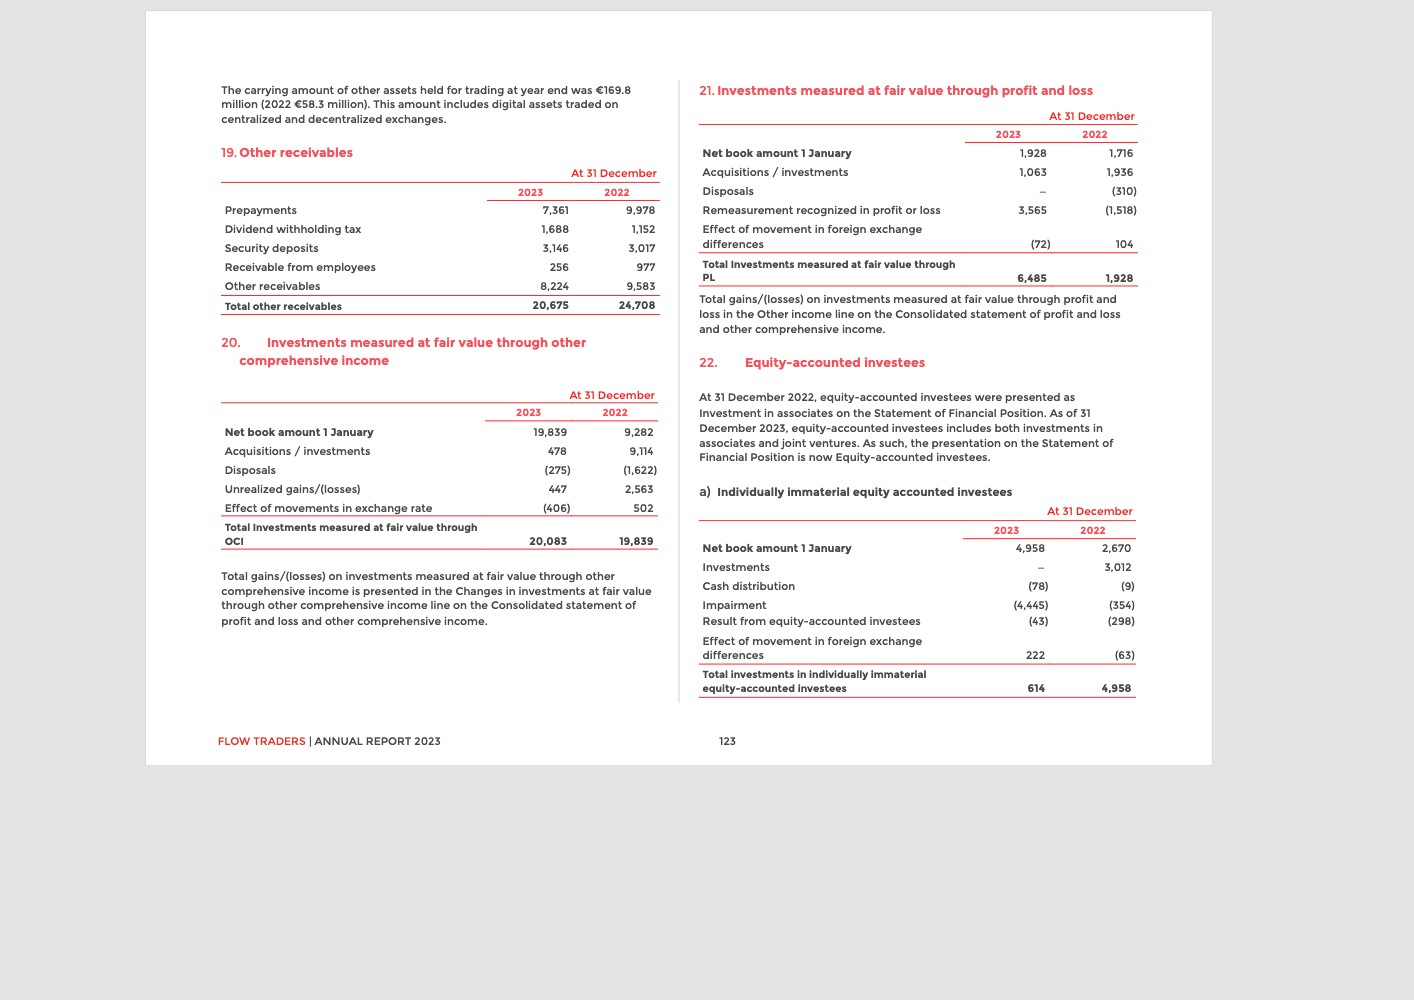 The carrying amount of other assets held for trading at year end was €169.8
million (2022 €58.3 million). This amount includes digital assets traded on
centralized and decentralized exchanges.
19. Other receivables
At 31 December
2023 2022
Prepayments 7,361 9,978
Dividend withholding tax 1,688 1,152
Security deposits 3,146 3,017
Receivable from employees 256 977
Other receivables 8,224 9,583
Total other receivables 20,675 24,708
20. Investments measured at fair value through other
comprehensive income
At 31 December
2023 2022
Net book amount 1 January 19,839 9,282
Acquisitions / investments 478 9,114
Disposals (275) (1,622)
Unrealized gains/(losses) 447 2,563
Effect of movements in exchange rate (406) 502
Total Investments measured at fair value through
OCI 20,083 19,839
Total gains/(losses) on investments measured at fair value through other
comprehensive income is presented in the Changes in investments at fair value
through other comprehensive income line on the Consolidated statement of
profit and loss and other comprehensive income.
21. Investments measured at fair value through profit and loss
At 31 December
2023 2022
Net book amount 1 January 1,928 1,716
Acquisitions / investments 1,063 1,936
Disposals — (310)
Remeasurement recognized in profit or loss 3,565 (1,518)
Effect of movement in foreign exchange
differences (72) 104
Total Investments measured at fair value through
PL 6,485 1,928
Total gains/(losses) on investments measured at fair value through profit and
loss in the Other income line on the Consolidated statement of profit and loss
and other comprehensive income.
22. Equity-accounted investees
At 31 December 2022, equity-accounted investees were presented as
Investment in associates on the Statement of Financial Position. As of 31
December 2023, equity-accounted investees includes both investments in
associates and joint ventures. As such, the presentation on the Statement of
Financial Position is now Equity-accounted investees.
a) Individually immaterial equity accounted investees
At 31 December
2023 2022
Net book amount 1 January 4,958 2,670
Investments — 3,012
Cash distribution (78) (9)
Impairment (4,445) (354)
Result from equity-accounted investees (43) (298)
Effect of movement in foreign exchange
differences 222 (63)
Total investments in individually immaterial
equity-accounted investees 614 4,958
FLOW TRADERS | ANNUAL REPORT 2023 123